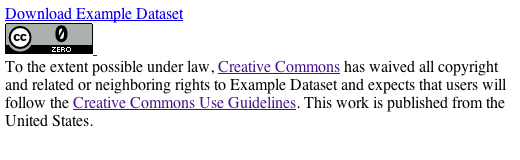 Download Example Dataset
cc 0
ZERO
To the extent possible under law, Creative Commons has waived all copyright
and related or neighboring rights to Example Dataset and expects that users will
follow the Creative Commons Use Guidelines. This work is published from the
United States.